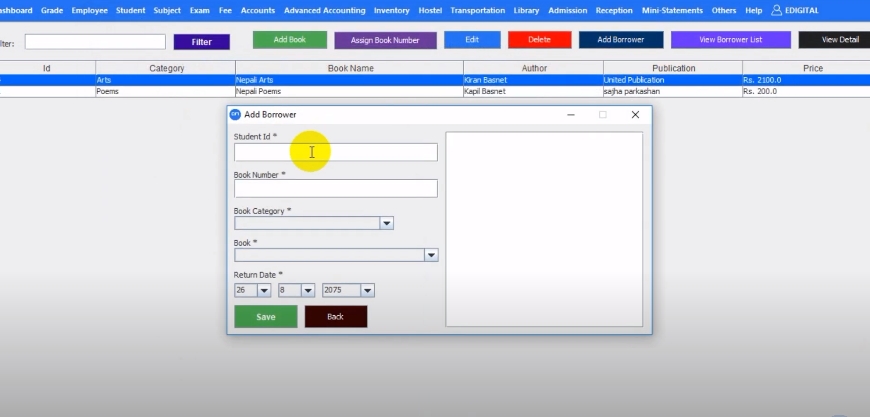 ashboard Grade Employee Student Subject Exam Fee Accounts Advanced Accounting Inventory Hostel Transportation Library Admission Reception Mini-Statements Others Help EDIGITAL
lter: Filter Add Book Assign Book Number Edit Delete Add Borrower View Borrower List View Detail
Id Category Book Name Author Publication Price
Arts Nepali Arts Kiran Basnet United Publication Rs. 2100.0
Poems Nepali Poems Kapil Basnet sajha parkashan Rs. 200.0
Add Borrower
Student Id *
Book Number *
Book Category *
Book *
Return Date *
26 8 2075
Save Back